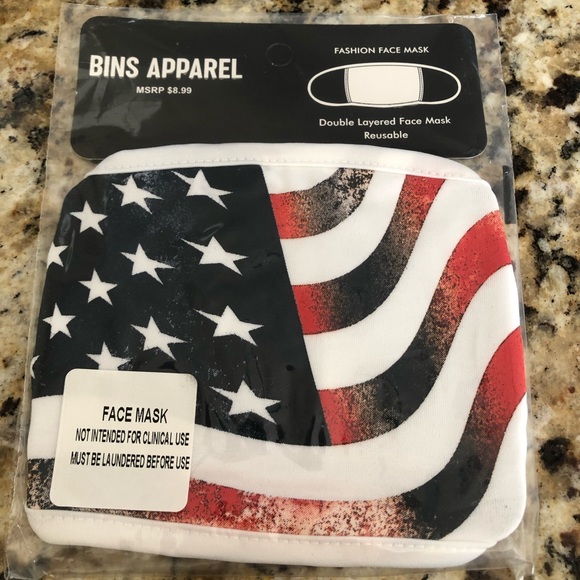 BINS APPAREL
MSRP $8.99
FASHION FACE MASK
Double Layered Face Mask
Reusable
FACE MASK
NOT INTENDED FOR CLINICAL USE
MUST BE LAUNDERED BEFORE USE